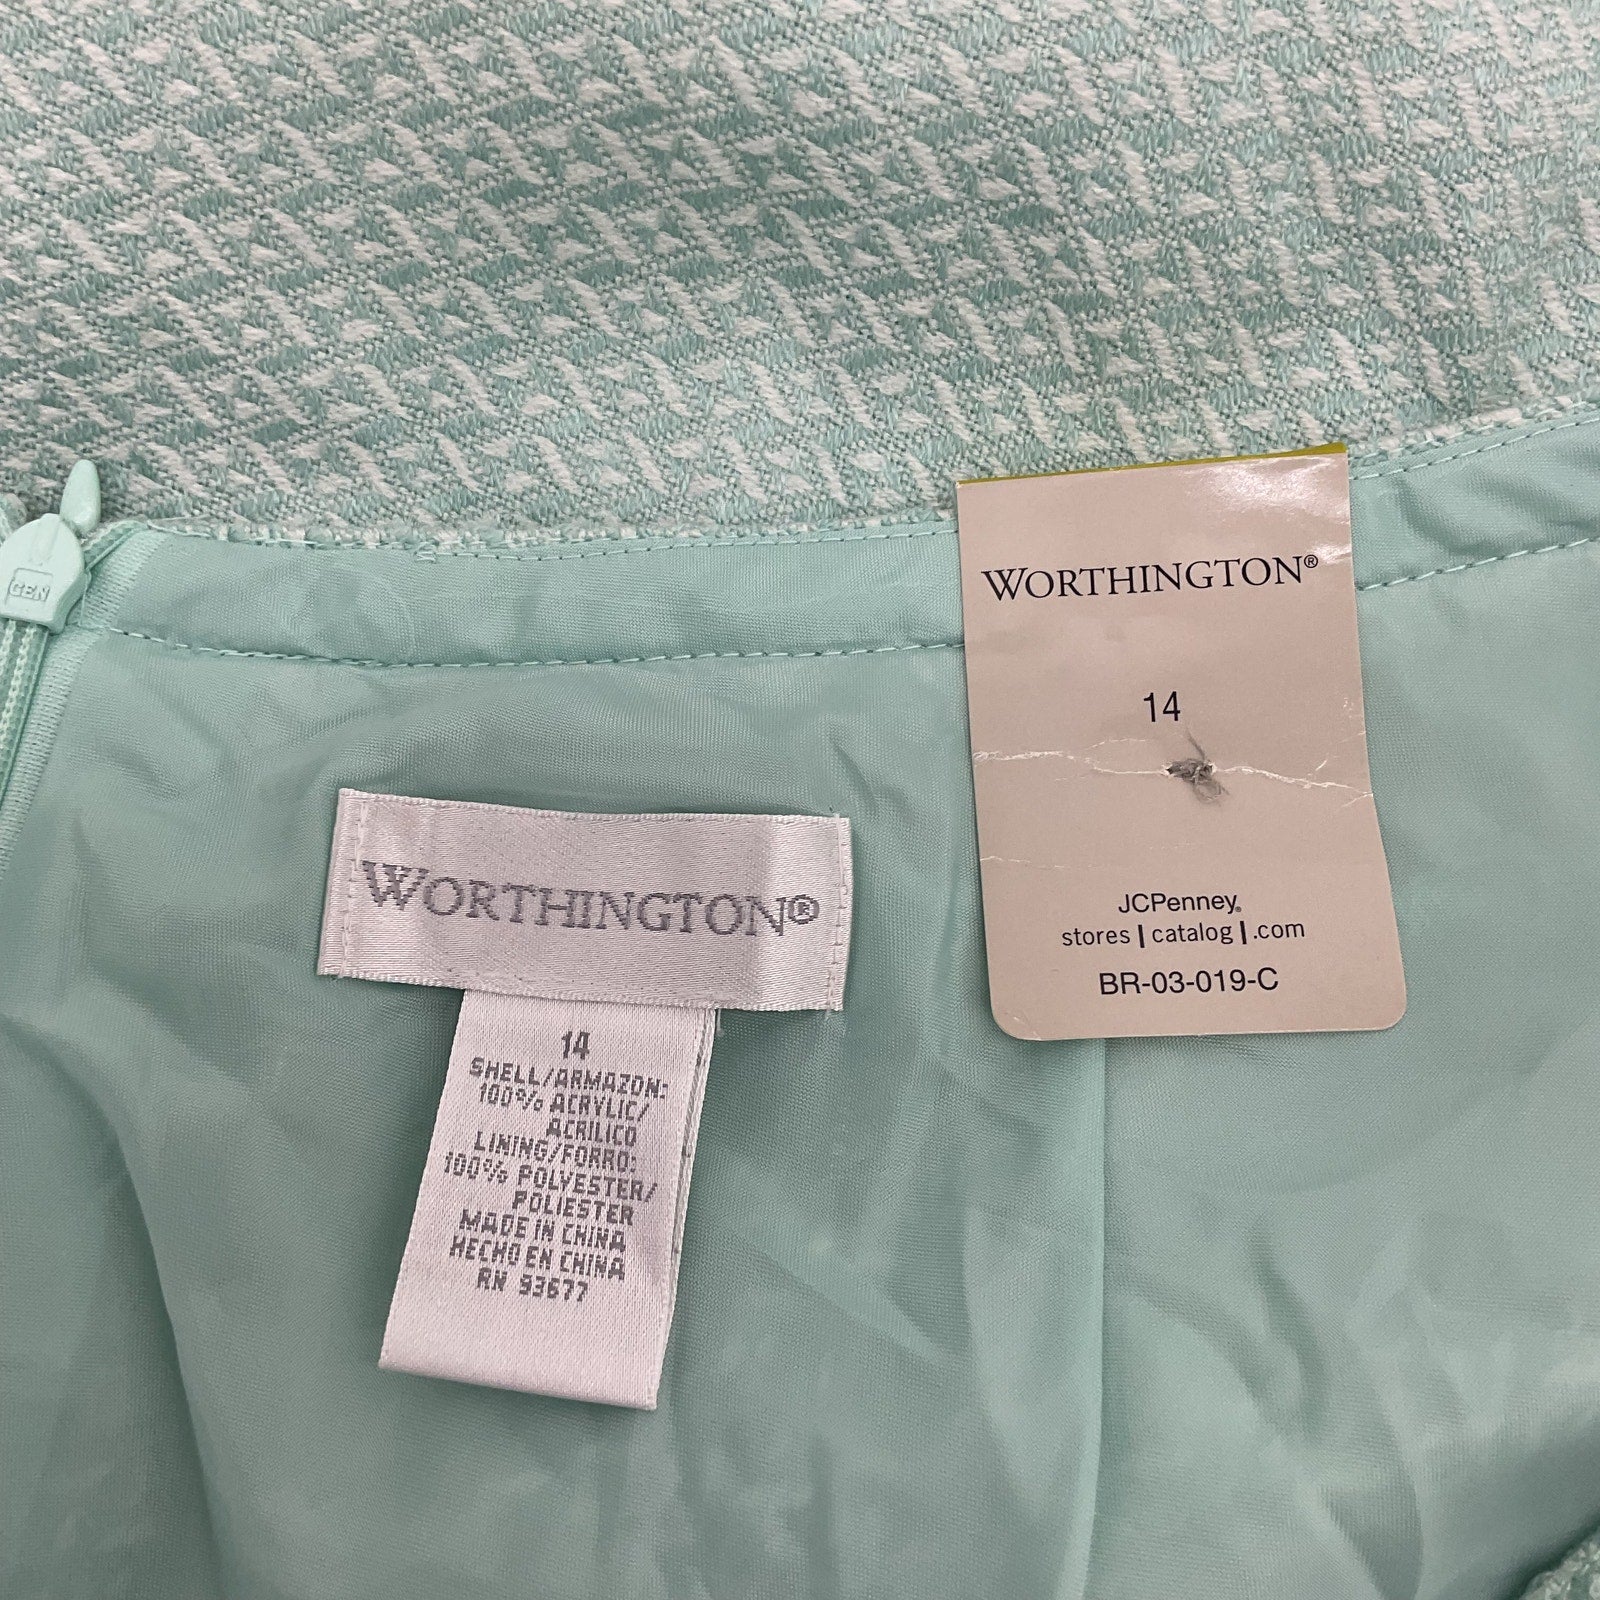 GEN
WORTHINGTON®
14
JCPenney®
stores | catalog | .com
BR-03-019-C
WORTHINGTON®
14
SHELL/ARMAZON:
100% ACRYLIC/
ACRILICO
LINING/FORRO:
100% POLYESTER/
POLIESTER
MADE IN CHINA
HECHO EN CHINA
RN 93677